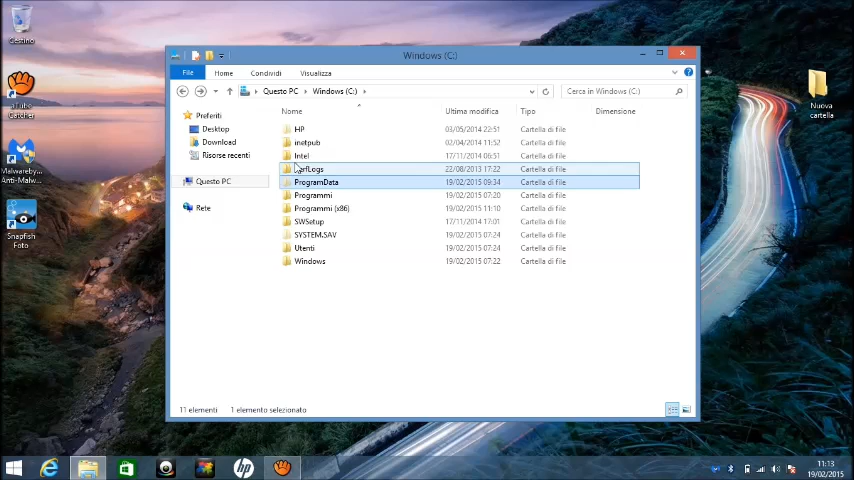 Cestino
aTube
Catcher
Malwareby...
Anti-Malw...
Snapfish
Foto
Nuova
cartella
Windows (C:)
File Home Condividi Visualizza
Questo PC Windows (C:) Cerca in Windows (C:)
Nome Ultima modifica Tipo Dimensione
Preferiti
Desktop
Download
Risorse recenti
Questo PC
Rete
HP 03/05/2014 22:51 Cartella di file
inetpub 02/04/2014 11:52 Cartella di file
Intel 17/11/2014 06:51 Cartella di file
PerfLogs 22/08/2013 17:22 Cartella di file
ProgramData 19/02/2015 09:34 Cartella di file
Programmi 19/02/2015 07:20 Cartella di file
Programmi (x86) 19/02/2015 11:10 Cartella di file
SWSetup 17/11/2014 17:01 Cartella di file
SYSTEM.SAV 19/02/2015 07:24 Cartella di file
Utenti 19/02/2015 07:24 Cartella di file
Windows 19/02/2015 07:22 Cartella di file
11 elementi 1 elemento selezionato
hp
11:13
19/02/2015